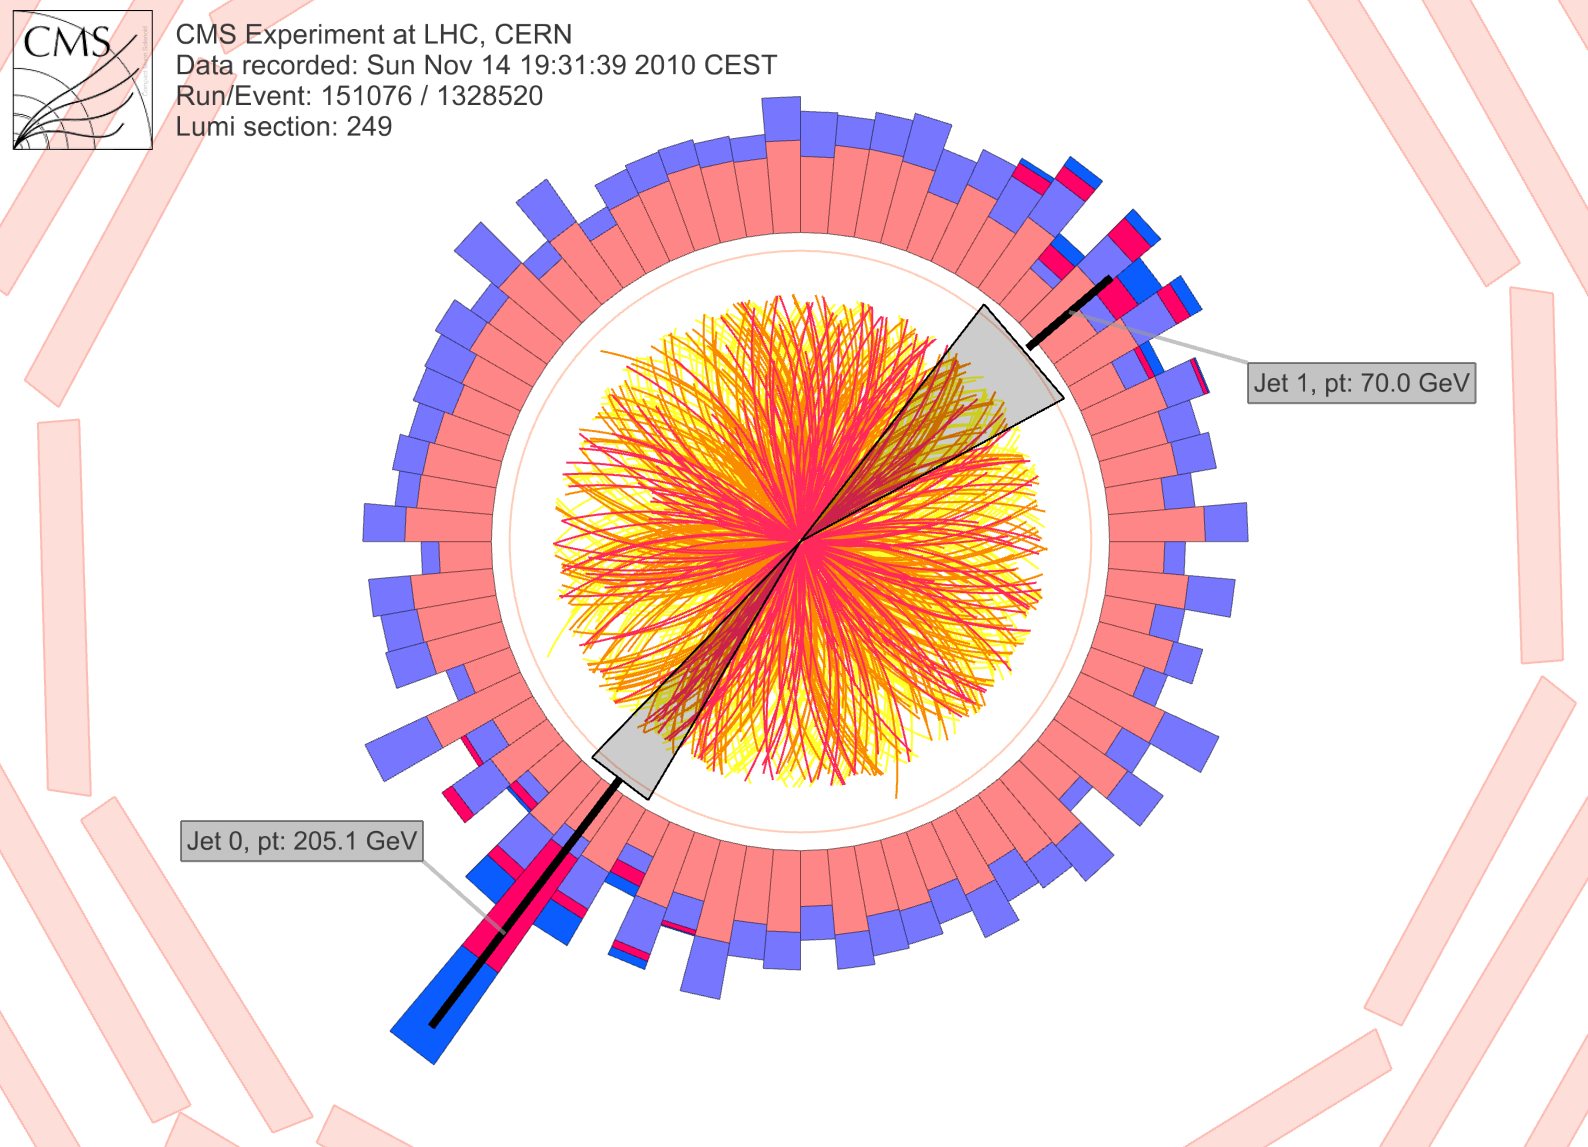 CMS
CMS Experiment at LHC, CERN
Data recorded: Sun Nov 14 19:31:39 2010 CEST
Run/Event: 151076 / 1328520
Lumi section: 249
Jet 1, pt: 70.0 GeV
Jet 0, pt: 205.1 GeV